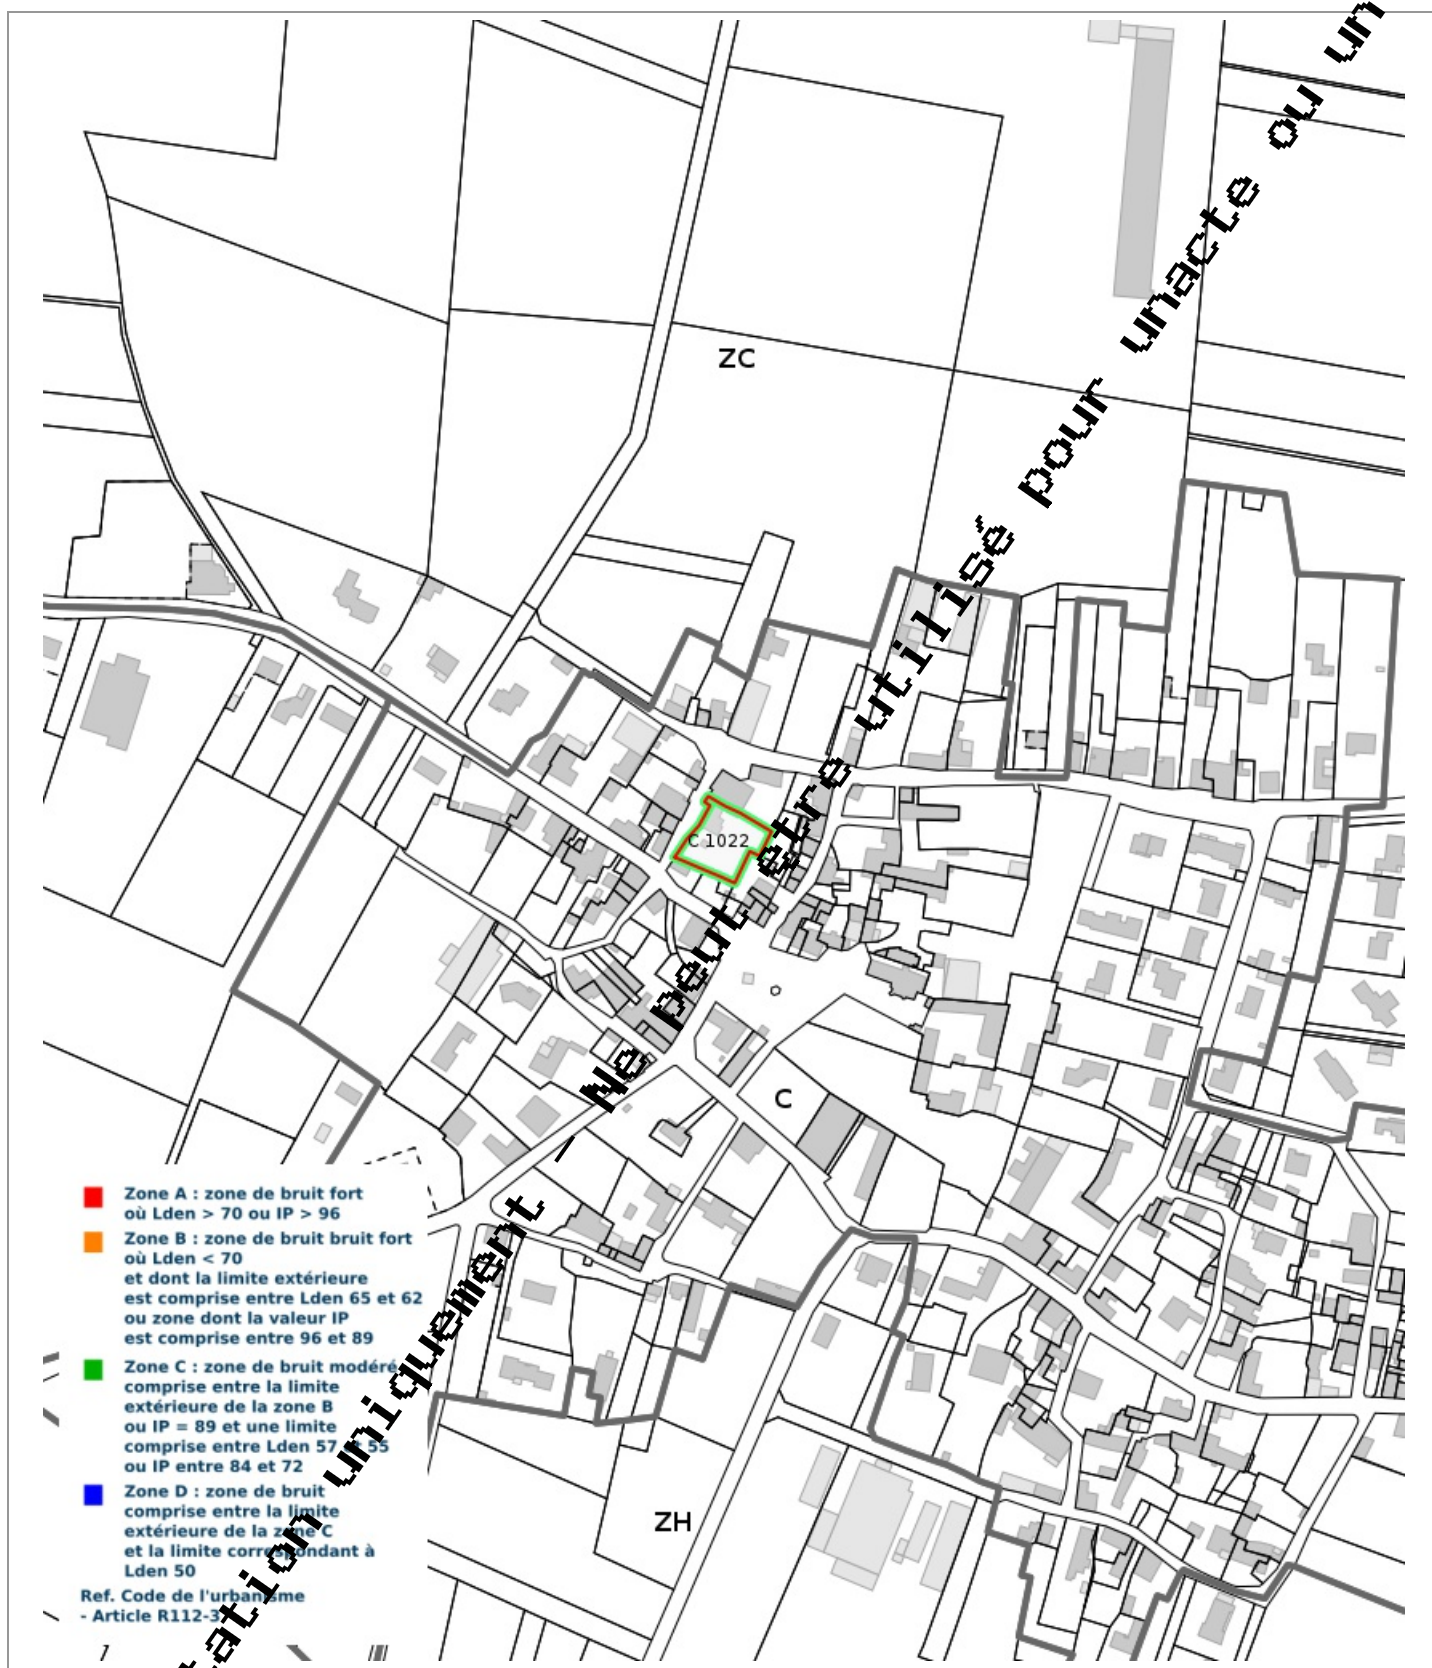 ZC
C 1022
C
ZH
Zone A : zone de bruit fort
où Lden > 70 ou IP > 96
Zone B : zone de bruit bruit fort
où Lden < 70
et dont la limite extérieure
est comprise entre Lden 65 et 62
ou zone dont la valeur IP
est comprise entre 96 et 89
Zone C : zone de bruit modéré
comprise entre la limite
extérieure de la zone B
ou IP = 89 et une limite
comprise entre Lden 57 et 55
ou IP entre 84 et 72
Zone D : zone de bruit
comprise entre la limite
extérieure de la zone C
et la limite correspondant à
Lden 50
Ref. Code de l'urbanisme
- Article R112-3
tation uniquement / Ne peut etre utilisé pour unacte ou un